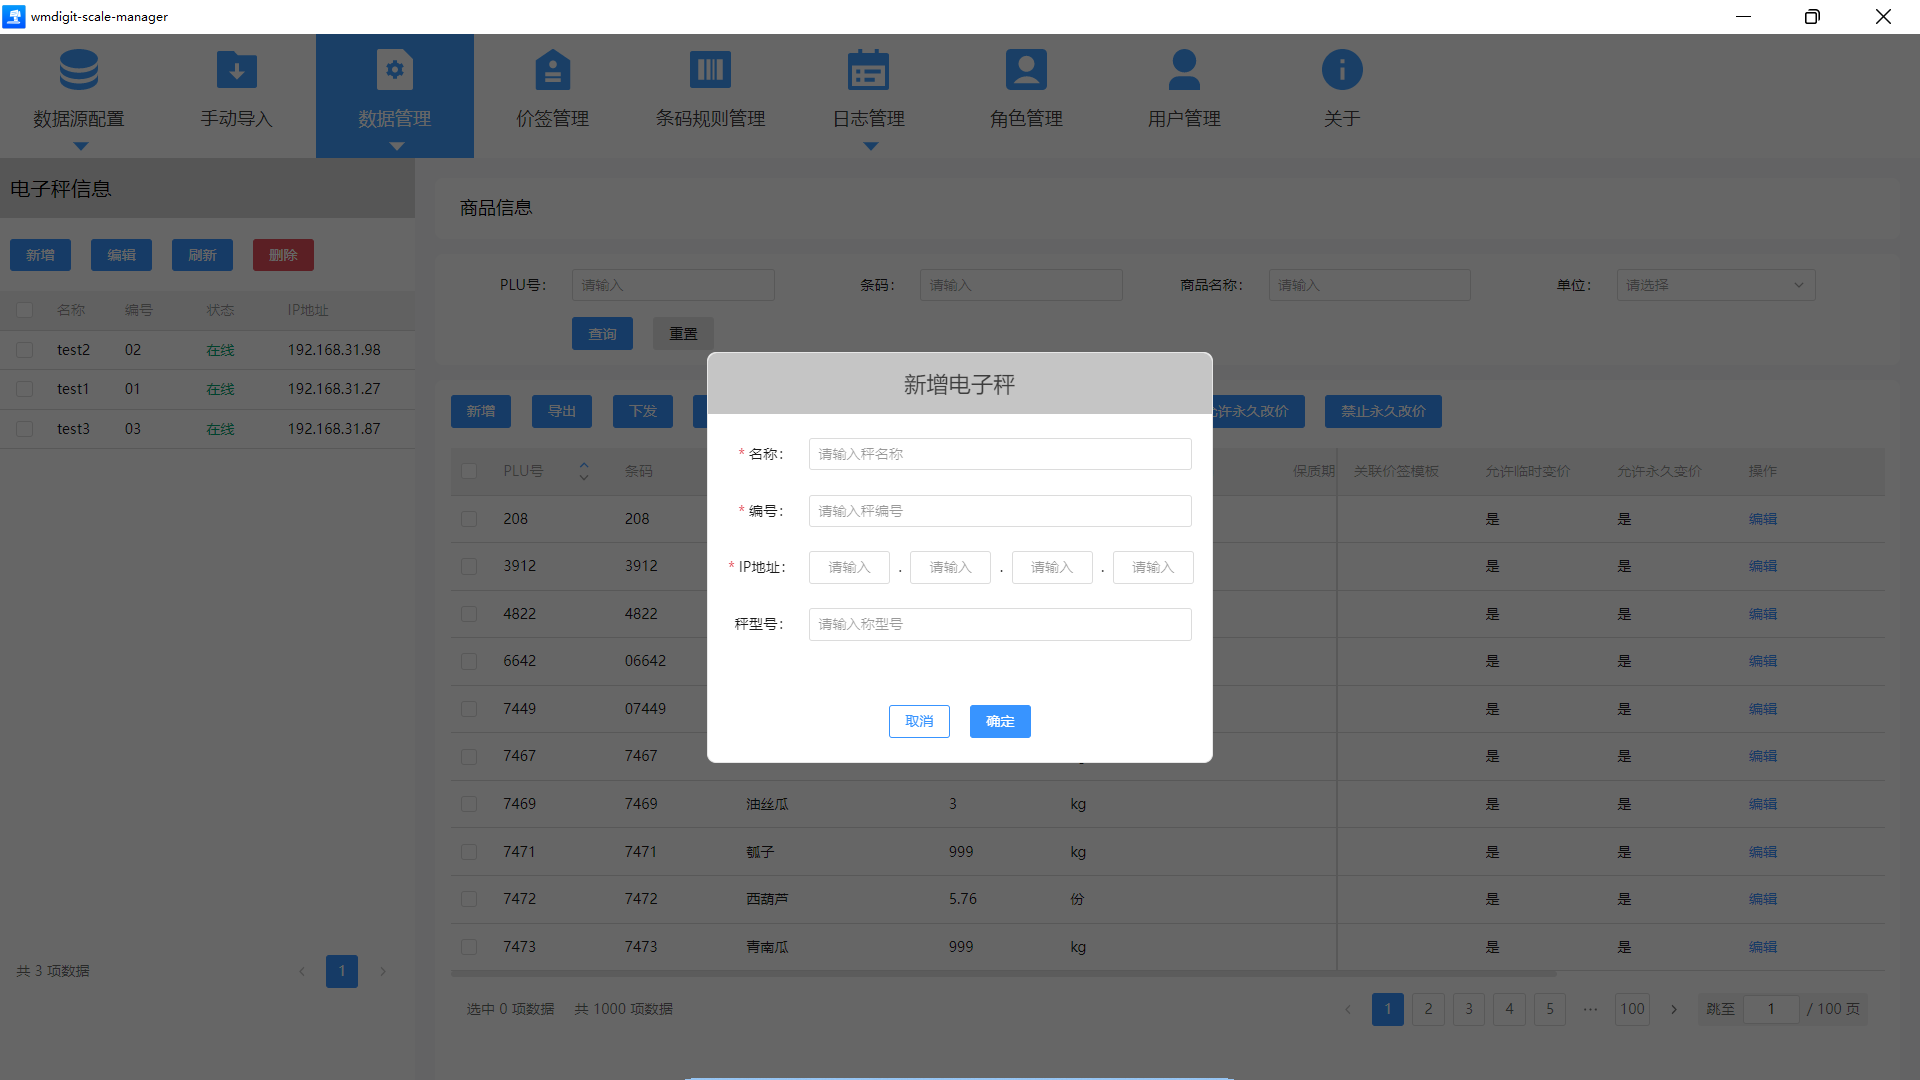 wmdigit-scale-manager
数据源配置 手动导入 数据管理 价签管理 条码规则管理 日志管理 角色管理 用户管理 关于
电子秤信息
新增 编辑 刷新 删除
名称 编号 状态 IP地址
test2 02 在线 192.168.31.98
test1 01 在线 192.168.31.27
test3 03 在线 192.168.31.87
共 3 项数据 1
商品信息
PLU号: 请输入 条码: 请输入 商品名称: 请输入 单位: 请选择
查询 重置
新增 导出 下发 允许永久改价 禁止永久改价
PLU号 条码 保质期 关联价签模板 允许临时变价 允许永久变价 操作
208 208 是 是 编辑
3912 3912 是 是 编辑
4822 4822 是 是 编辑
6642 06642 是 是 编辑
7449 07449 是 是 编辑
7467 7467 是 是 编辑
7469 7469 油丝瓜 3 kg 是 是 编辑
7471 7471 瓠子 999 kg 是 是 编辑
7472 7472 西葫芦 5.76 份 是 是 编辑
7473 7473 青南瓜 999 kg 是 是 编辑
选中 0 项数据 共 1000 项数据 1 2 3 4 5 ··· 100 跳至 1 / 100 页
新增电子秤
* 名称: 请输入秤名称
* 编号: 请输入秤编号
* IP地址: 请输入 . 请输入 . 请输入 . 请输入
秤型号: 请输入称型号
取消 确定